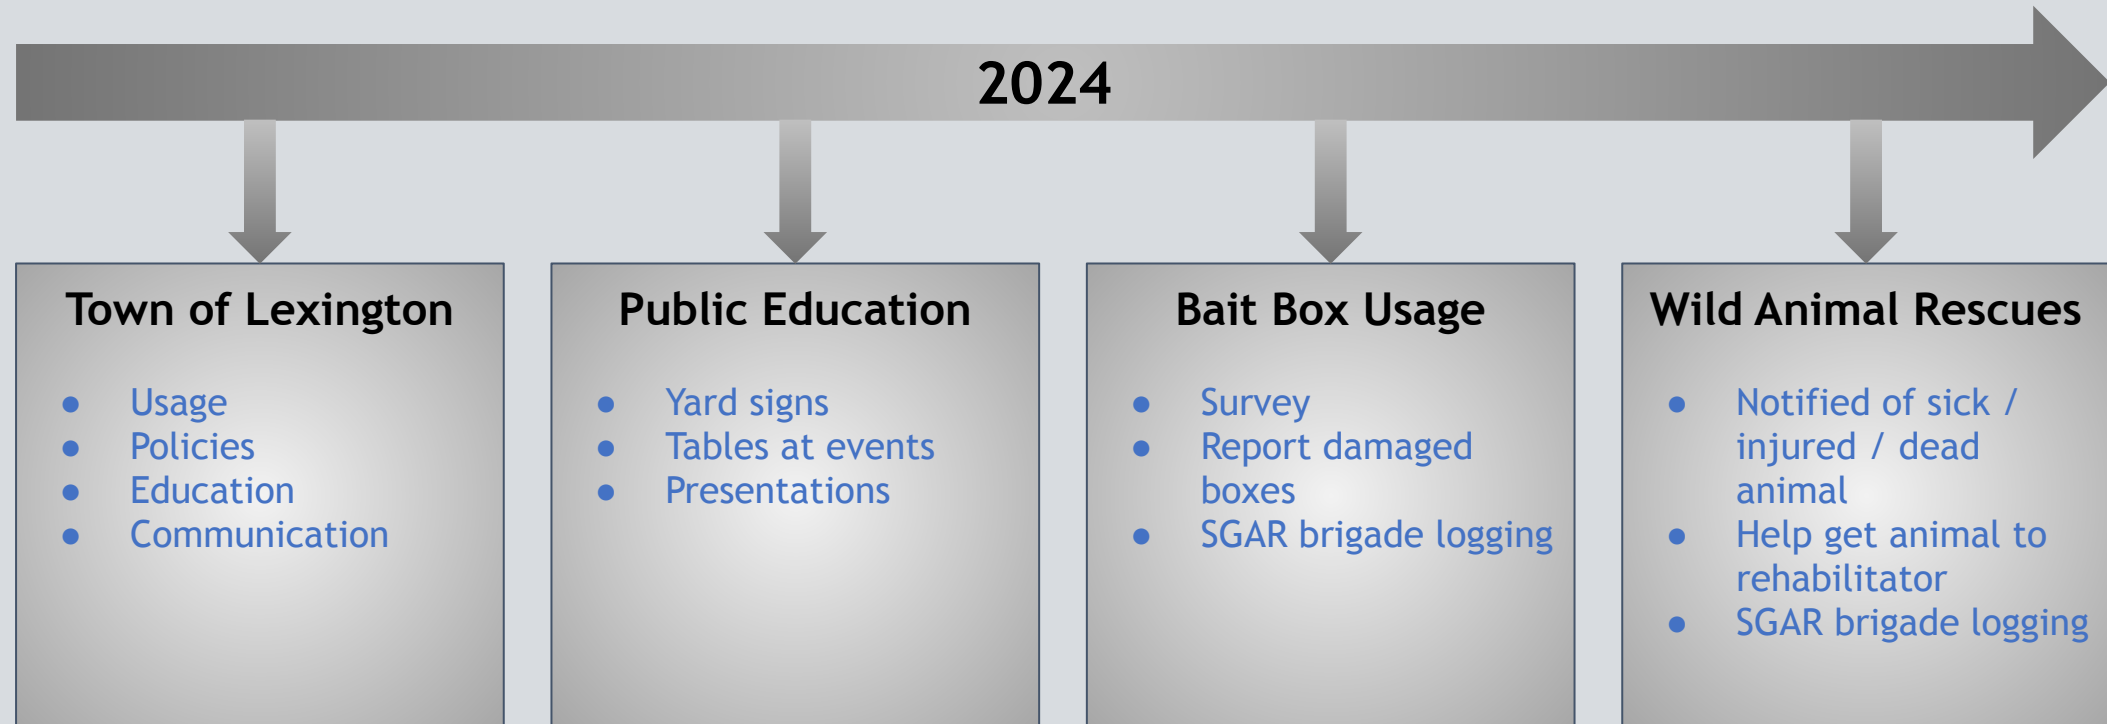 2024
Town of Lexington
● Usage
● Policies
● Education
● Communication
Public Education
● Yard signs
● Tables at events
● Presentations
Bait Box Usage
● Survey
● Report damaged
boxes
● SGAR brigade logging
Wild Animal Rescues
● Notified of sick /
injured / dead
animal
● Help get animal to
rehabilitator
● SGAR brigade logging